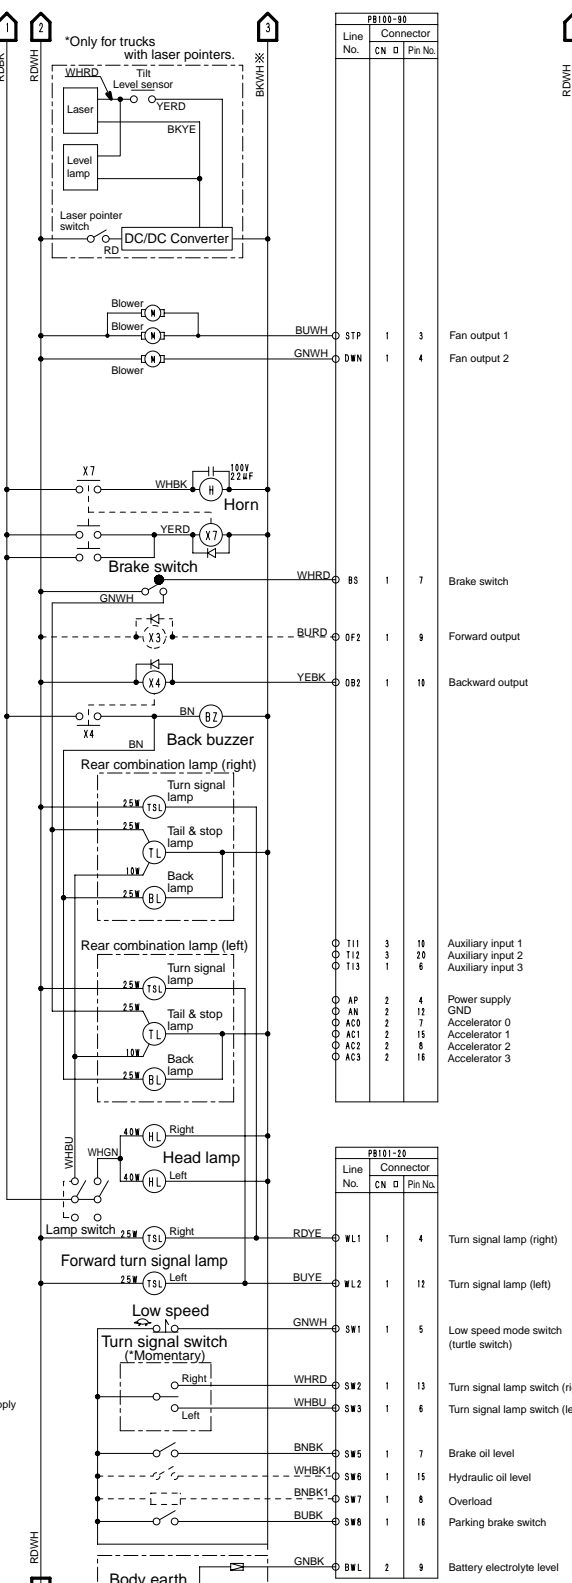 1
2
3
RDBK
RDWH
BKWH※
RDWH
*Only for trucks
with laser pointers.
WHRD
Tilt
Level sensor
Laser
YERD
BKYE
Level
lamp
Laser pointer
switch
DC/DC Converter
RD
PB100-90
Line
No.
Connector
CN □
Pin No.
Blower
M
Blower
M
BUWH STP 1 3 Fan output 1
M
GNWH DWN 1 4 Fan output 2
Blower
X7
100V
22μF
WHBK
H
Horn
YERD
X7
Brake switch
WHRD BS 1 7 Brake switch
GNWH
X3
BURD OF2 1 9 Forward output
X4
YEBK OB2 1 10 Backward output
BN
BZ
X4
Back buzzer
BN
Rear combination lamp (right)
Turn signal
lamp
25W TSL
25W
Tail & stop
lamp
TL
10W
Back
lamp
25W BL
Rear combination lamp (left)
Turn signal
lamp
25W TSL
25W
Tail & stop
lamp
TL
10W
Back
lamp
25W BL
TI1 3 10 Auxiliary input 1
TI2 3 20 Auxiliary input 2
TI3 1 6 Auxiliary input 3
AP 2 4 Power supply
AN 2 12 GND
AC0 2 7 Accelerator 0
AC1 2 15 Accelerator 1
AC2 2 8 Accelerator 2
AC3 2 16 Accelerator 3
40W HL Right
WHBU
WHGN
Head lamp
40W HL Left
Lamp switch
PB101-20
Line
No.
Connector
CN □
Pin No.
25W TSL Right
RDYE WL1 1 4 Turn signal lamp (right)
Forward turn signal lamp
25W TSL Left
BUYE WL2 1 12 Turn signal lamp (left)
Low speed
GNWH SW1 1 5 Low speed mode switch
(turtle switch)
Turn signal switch
(*Momentary)
Right
WHRD SW2 1 13 Turn signal lamp switch (ri
Left
WHBU SW3 1 6 Turn signal lamp switch (le
pply
BNBK SW5 1 7 Brake oil level
WHBK1 SW6 1 15 Hydraulic oil level
BNBK1 SW7 1 8 Overload
BUBK SW8 1 16 Parking brake switch
RDWH
GNBK BWL 2 9 Battery electrolyte level
Body earth